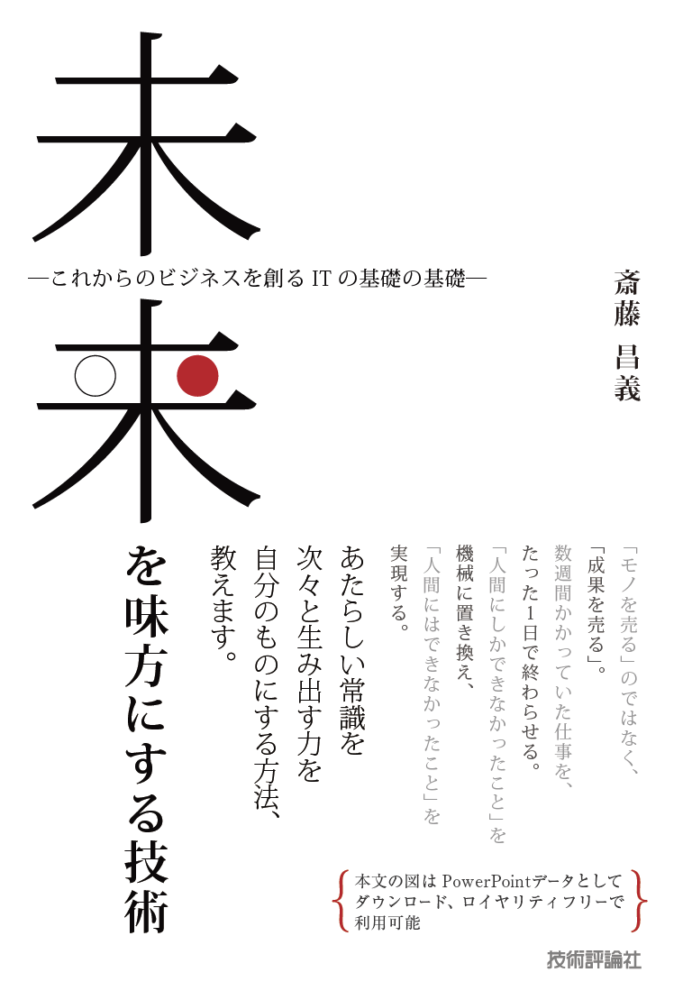 未来
を味方にする技術
―これからのビジネスを創る IT の基礎の基礎―
斎藤 昌義
「モノを売る」のではなく、
「成果を売る」。
数週間かかっていた仕事を、
たった1日で終わらせる。
「人間にしかできなかったこと」を
機械に置き換え、
「人間にはできなかったこと」を
実現する。
あたらしい常識を
次々と生み出す力を
自分のものにする方法、
教えます。
本文の図は PowerPointデータとして
ダウンロード、ロイヤリティフリーで
利用可能
技術評論社